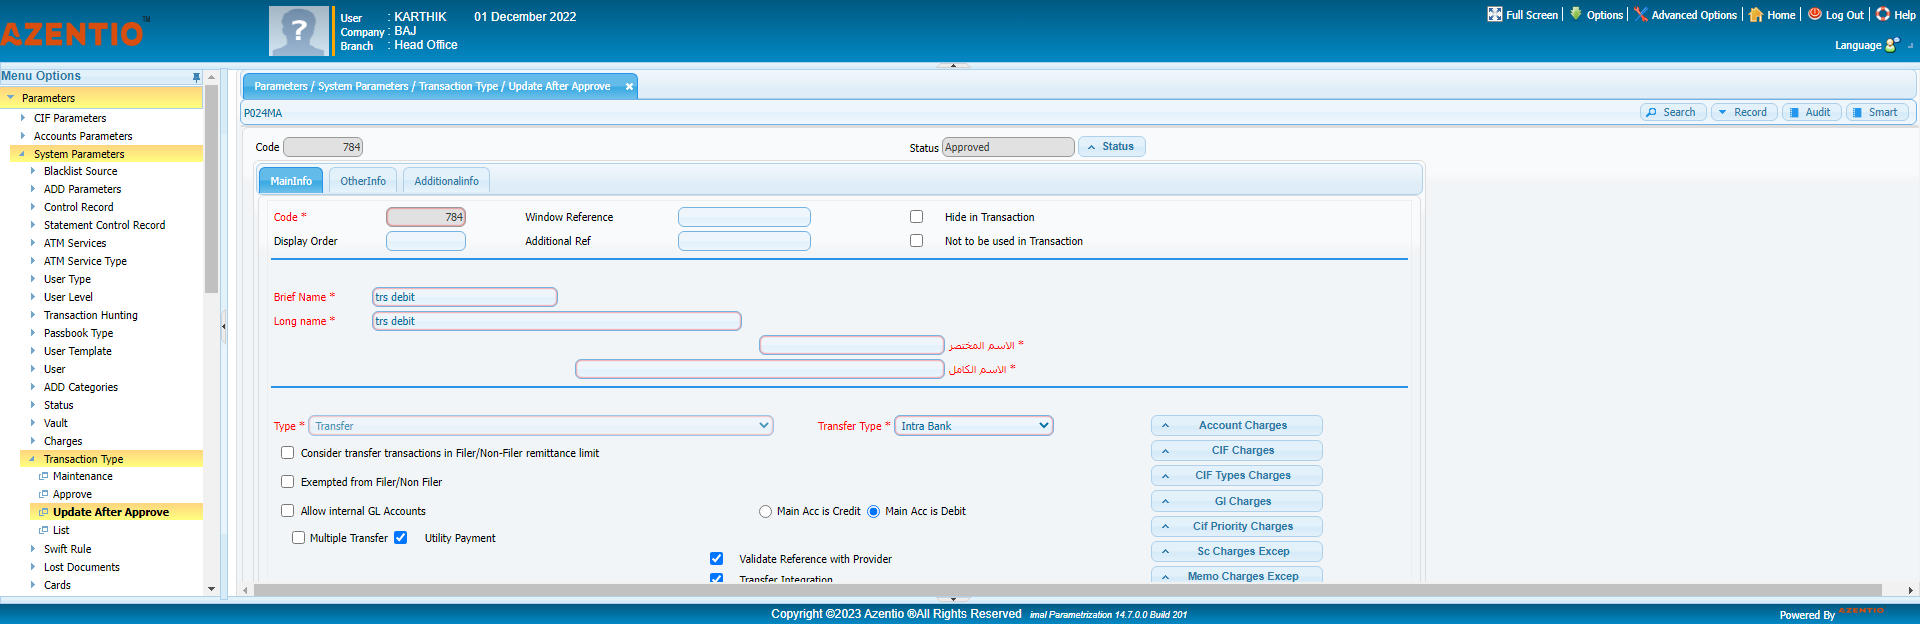 AZENTIO TM
User : KARTHIK 01 December 2022
Company : BAJ
Branch : Head Office
Full Screen Options Advanced Options Home Log Out Help
Language
Menu Options
Parameters
CIF Parameters
Accounts Parameters
System Parameters
Blacklist Source
ADD Parameters
Control Record
Statement Control Record
ATM Services
ATM Service Type
User Type
User Level
Transaction Hunting
Passbook Type
User Template
User
ADD Categories
Status
Vault
Charges
Transaction Type
Maintenance
Approve
Update After Approve
List
Swift Rule
Lost Documents
Cards
Parameters / System Parameters / Transaction Type / Update After Approve
P024MA Search Record Audit Smart
Code 784 Status Approved Status
MainInfo OtherInfo Additionalinfo
Code * 784 Window Reference Hide in Transaction
Display Order Additional Ref Not to be used in Transaction
Brief Name * trs debit
Long name * trs debit
الاسم المختصر *
الاسم الكامل *
Type * Transfer Transfer Type * Intra Bank
Consider transfer transactions in Filer/Non-Filer remittance limit
Exempted from Filer/Non Filer
Allow internal GL Accounts Main Acc is Credit Main Acc is Debit
Multiple Transfer Utility Payment
Validate Reference with Provider
Transfer Integration
Account Charges
CIF Charges
CIF Types Charges
Gl Charges
Cif Priority Charges
Sc Charges Excep
Memo Charges Excep
Copyright ©2023 Azentio ®All Rights Reserved imal Parametrization 14.7.0.0 Build 201
Powered By AZENTIO